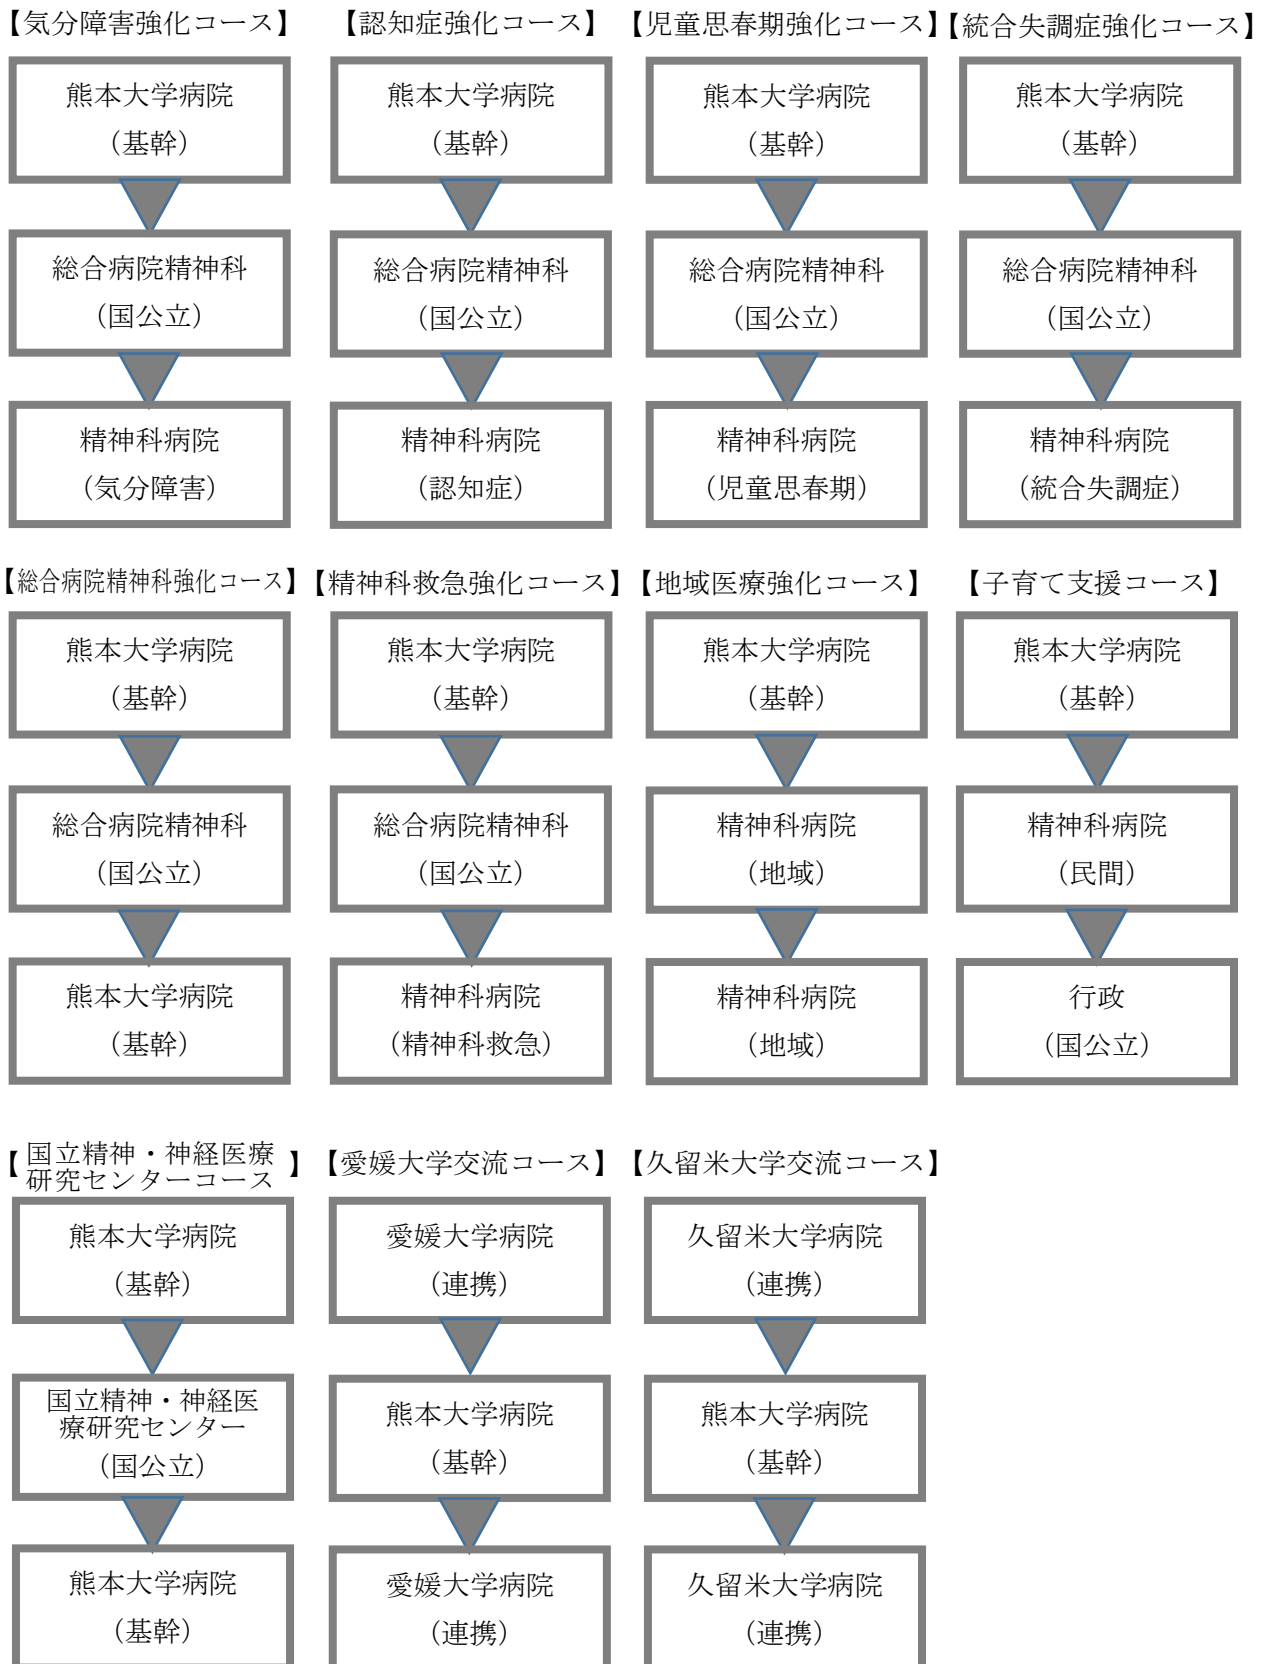 【気分障害強化コース】
熊本大学病院
（基幹）
総合病院精神科
（国公立）
精神科病院
（気分障害）
【認知症強化コース】
熊本大学病院
（基幹）
総合病院精神科
（国公立）
精神科病院
（認知症）
【児童思春期強化コース】
熊本大学病院
（基幹）
総合病院精神科
（国公立）
精神科病院
（児童思春期）
【統合失調症強化コース】
熊本大学病院
（基幹）
総合病院精神科
（国公立）
精神科病院
（統合失調症）
【総合病院精神科強化コース】
熊本大学病院
（基幹）
総合病院精神科
（国公立）
熊本大学病院
（基幹）
【精神科救急強化コース】
熊本大学病院
（基幹）
総合病院精神科
（国公立）
精神科病院
（精神科救急）
【地域医療強化コース】
熊本大学病院
（基幹）
精神科病院
（地域）
精神科病院
（地域）
【子育て支援コース】
熊本大学病院
（基幹）
精神科病院
（民間）
行政
（国公立）
【国立精神・神経医療
研究センターコース】
熊本大学病院
（基幹）
国立精神・神経医
療研究センター
（国公立）
熊本大学病院
（基幹）
【愛媛大学交流コース】
愛媛大学病院
（連携）
熊本大学病院
（基幹）
愛媛大学病院
（連携）
【久留米大学交流コース】
久留米大学病院
（連携）
熊本大学病院
（基幹）
久留米大学病院
（連携）